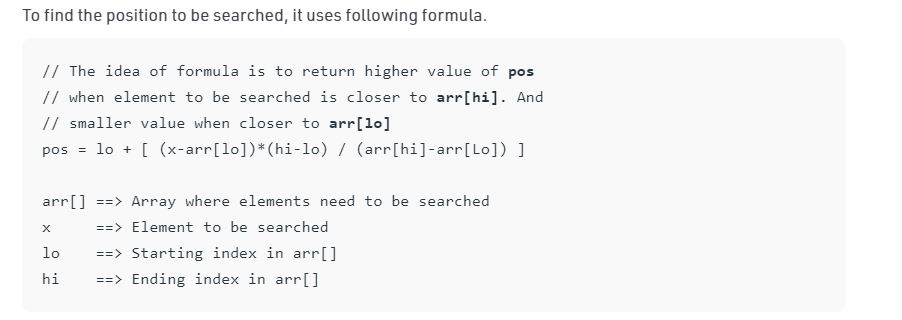 To find the position to be searched, it uses following formula.
// The idea of formula is to return higher value of pos
// when element to be searched is closer to arr[hi]. And
// smaller value when closer to arr[lo]
pos = lo + [ (x-arr[lo])*(hi-lo) / (arr[hi]-arr[Lo]) ]
arr[] ==> Array where elements need to be searched
x     ==> Element to be searched
lo    ==> Starting index in arr[]
hi    ==> Ending index in arr[]